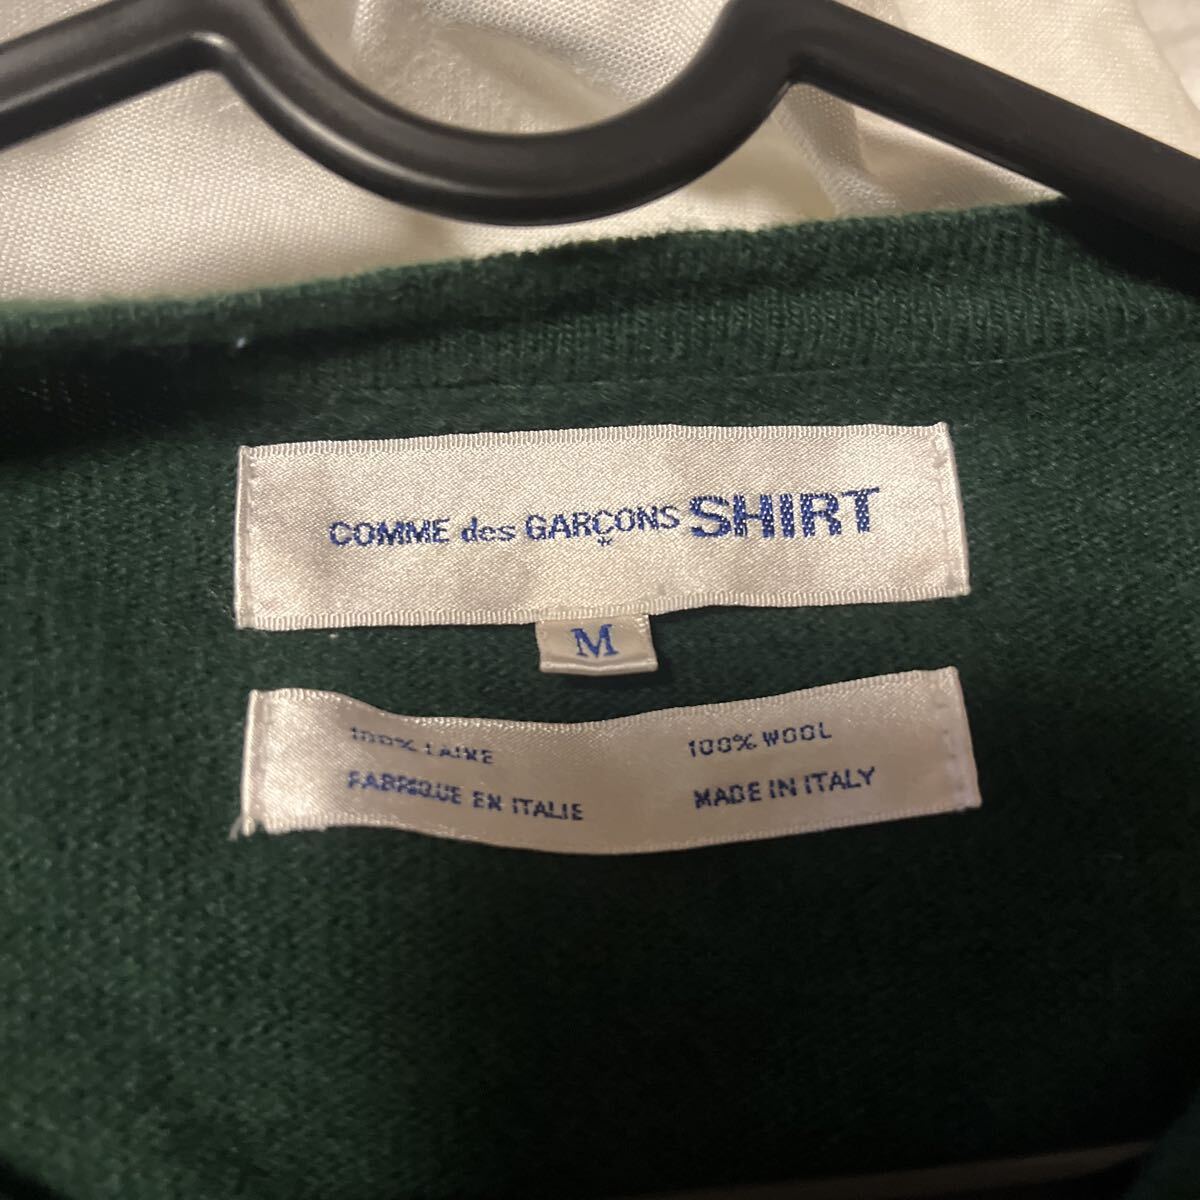 COMME des GARÇONS SHIRT
M
100% LAINE
FABRIQUE EN ITALIE
100% WOOL
MADE IN ITALY